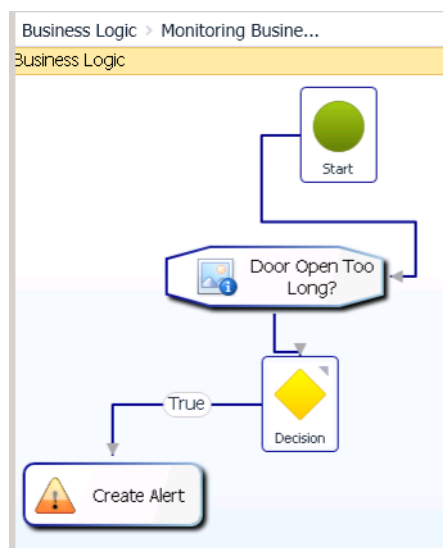 Business Logic > Monitoring Busine...
Business Logic
Start
Door Open Too
Long?
True
Decision
Create Alert